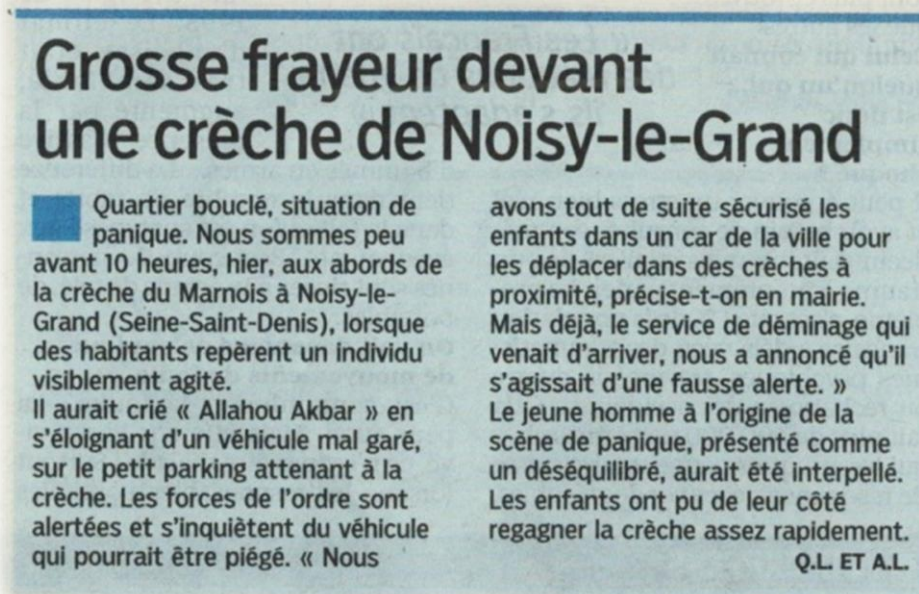 Grosse frayeur devant
une crèche de Noisy-le-Grand
Quartier bouclé, situation de
panique. Nous sommes peu
avant 10 heures, hier, aux abords de
la crèche du Marnois à Noisy-le-
Grand (Seine-Saint-Denis), lorsque
des habitants repèrent un individu
visiblement agité.
Il aurait crié « Allahou Akbar » en
s'éloignant d'un véhicule mal garé,
sur le petit parking attenant à la
crèche. Les forces de l'ordre sont
alertées et s'inquiètent du véhicule
qui pourrait être piégé. « Nous
avons tout de suite sécurisé les
enfants dans un car de la ville pour
les déplacer dans des crèches à
proximité, précise-t-on en mairie.
Mais déjà, le service de déminage qui
venait d'arriver, nous a annoncé qu'il
s'agissait d'une fausse alerte. »
Le jeune homme à l'origine de la
scène de panique, présenté comme
un déséquilibré, aurait été interpellé.
Les enfants ont pu de leur côté
regagner la crèche assez rapidement.
Q.L. ET A.L.